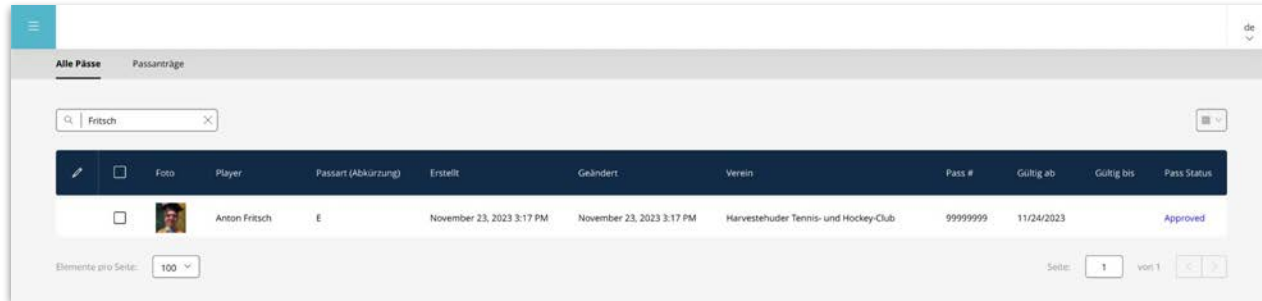 de
Alle Pässe Passanträge
Fritsch
Foto Player Passart (Abkürzung) Erstellt Geändert Verein Pass # Gültig ab Gültig bis Pass Status
Anton Fritsch E November 23, 2023 3:17 PM November 23, 2023 3:17 PM Harvestehuder Tennis- und Hockey-Club 99999999 11/24/2023 Approved
Elemente pro Seite: 100 Seite: 1 von 1